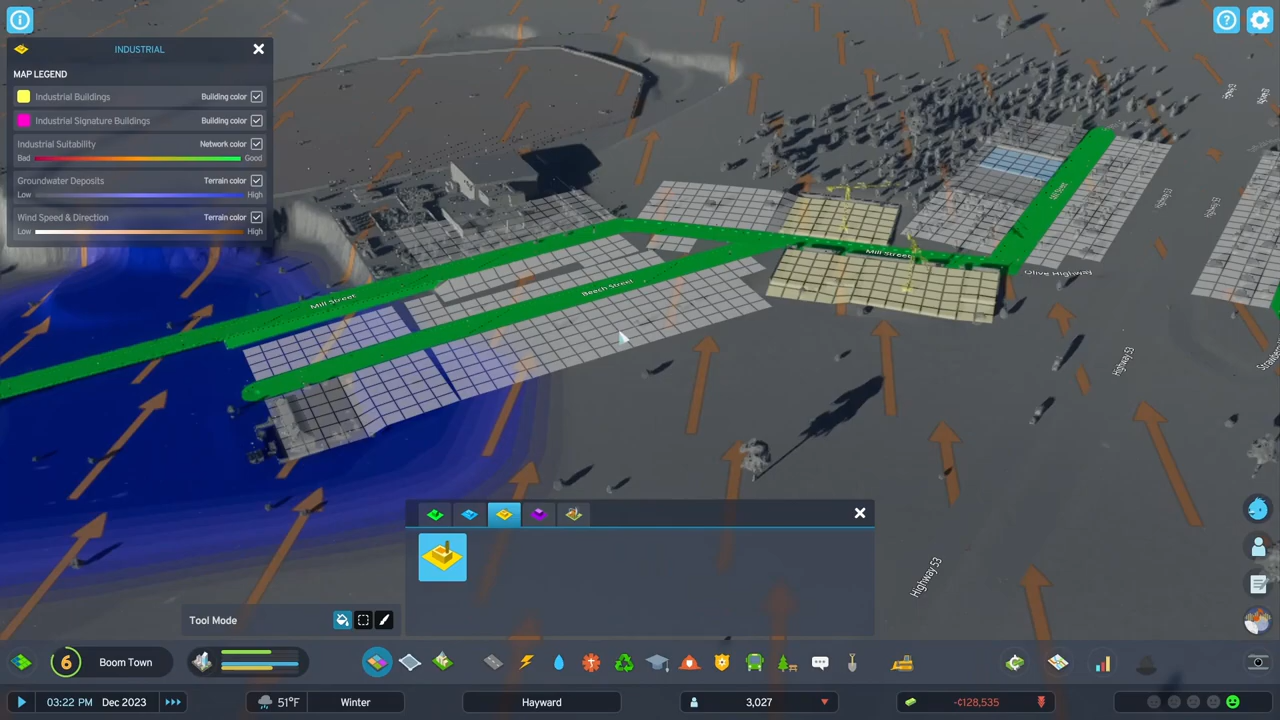 INDUSTRIAL
MAP LEGEND
Industrial Buildings Building color
Industrial Signature Buildings Building color
Industrial Suitability Network color
Bad Good
Groundwater Deposits Terrain color
Low High
Wind Speed & Direction Terrain color
Low High
Mill Street
Mill Street
Beech Street
Mill Street
Olive Highway
Highway 53
Highway 53
Tool Mode
6 Boom Town
03:22 PM Dec 2023
51°F Winter
Hayward
3,027
-¢128,535